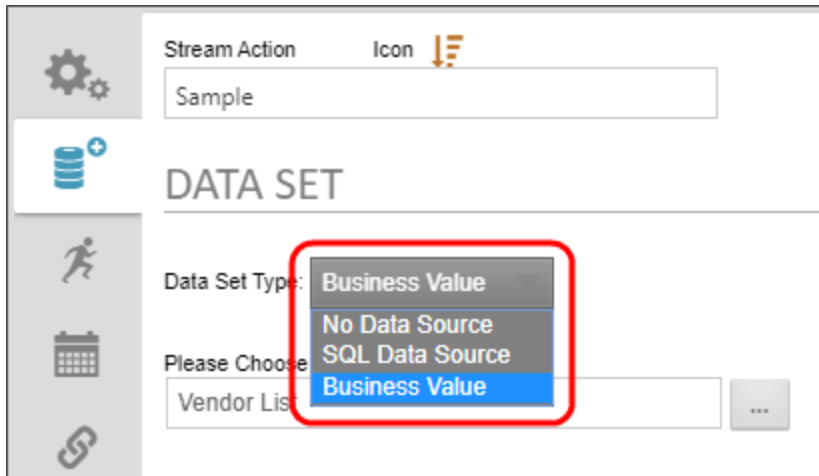 Stream Action Icon
Sample
DATA SET
Data Set Type: Business Value
No Data Source
SQL Data Source
Please Choose
Business Value
Vendor List
...